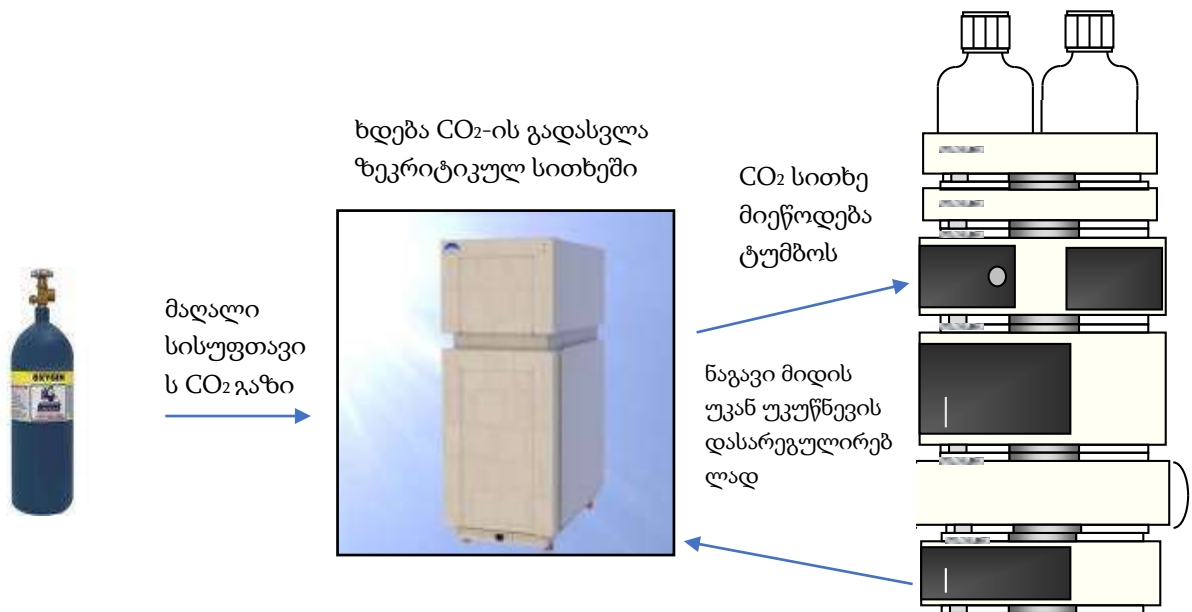 ხდება CO₂-ის გადასვლა
ზეკრიტიკულ სითხეში
CO₂ სითხე
მიეწოდება
ტუმბოს
მაღალი
სისუფთავი
ს CO₂ გაზი
OXYGEN
ნაგავი მიდის
უკან უკუწნევის
დასარეგულირებ
ლად